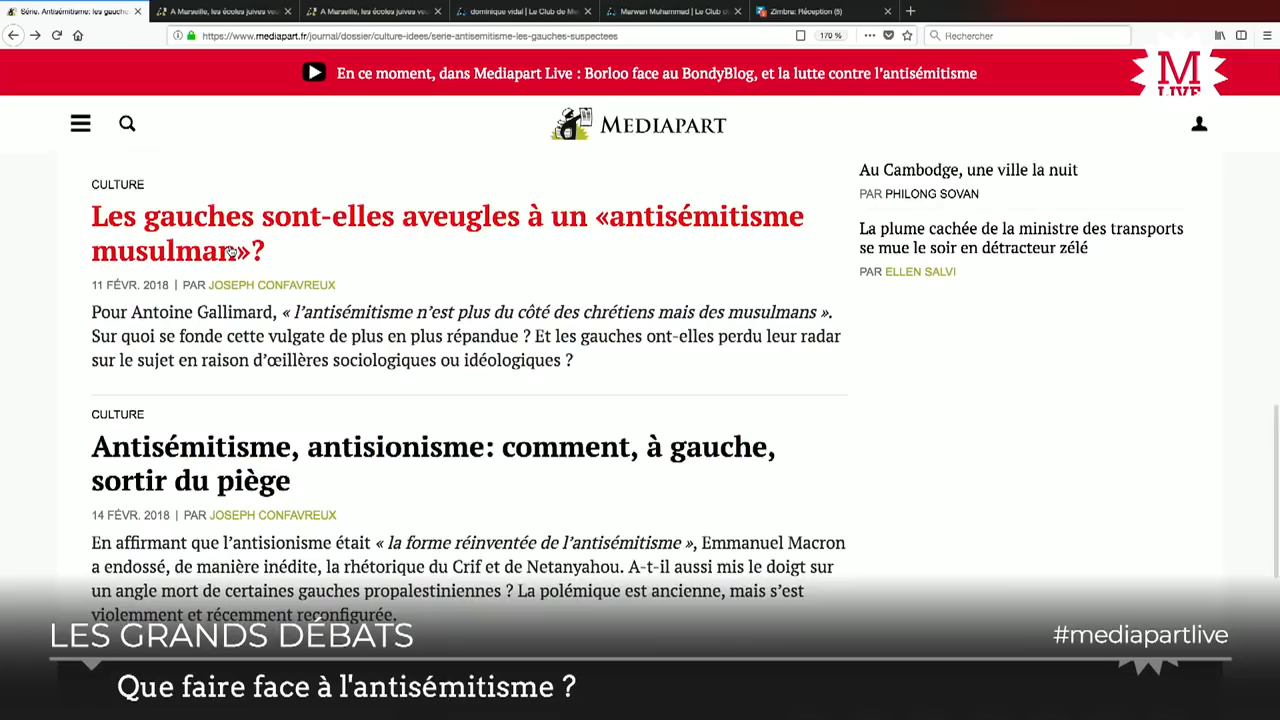 Série. Antisémitisme: les gauche
A Marseille, les écoles juives veu
A Marseille, les écoles juives veu
dominique vidal | Le Club de Me
Marwan Muhammad | Le Club d
Zimbra: Réception (5)
https://www.mediapart.fr/journal/dossier/culture-idees/serie-antisemitisme-les-gauches-suspectees
170 %
Rechercher
En ce moment, dans Mediapart Live : Borloo face au BondyBlog, et la lutte contre l'antisémitisme
M
LIVE
MEDIAPART
CULTURE
Les gauches sont-elles aveugles à un «antisémitisme
musulman»?
11 FÉVR. 2018 | PAR JOSEPH CONFAVREUX
Pour Antoine Gallimard, « l'antisémitisme n'est plus du côté des chrétiens mais des musulmans ».
Sur quoi se fonde cette vulgate de plus en plus répandue ? Et les gauches ont-elles perdu leur radar
sur le sujet en raison d'œillères sociologiques ou idéologiques ?
CULTURE
Antisémitisme, antisionisme: comment, à gauche,
sortir du piège
14 FÉVR. 2018 | PAR JOSEPH CONFAVREUX
En affirmant que l'antisionisme était « la forme réinventée de l'antisémitisme », Emmanuel Macron
a endossé, de manière inédite, la rhétorique du Crif et de Netanyahou. A-t-il aussi mis le doigt sur
un angle mort de certaines gauches propalestiniennes ? La polémique est ancienne, mais s'est
violemment et récemment reconfigurée.
Au Cambodge, une ville la nuit
PAR PHILONG SOVAN
La plume cachée de la ministre des transports
se mue le soir en détracteur zélé
PAR ELLEN SALVI
LES GRANDS DÉBATS
#mediapartlive
Que faire face à l'antisémitisme ?